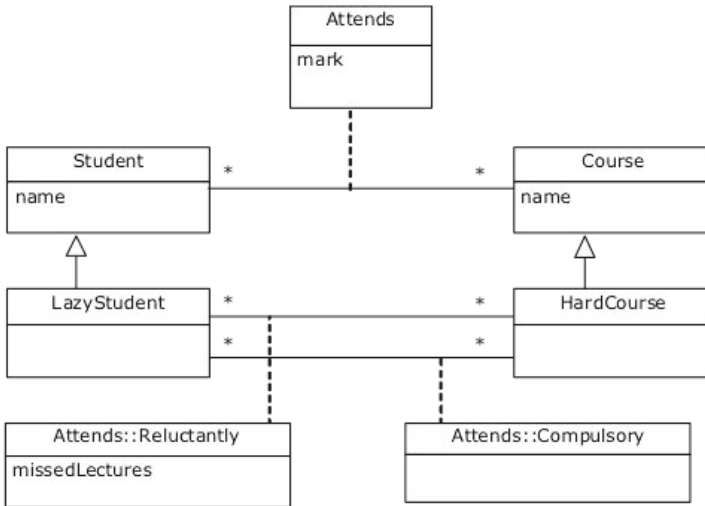 Attends
mark
Student
name
*
*
Course
name
LazyStudent
*
*
*
*
HardCourse
Attends::Reluctantly
missedLectures
Attends::Compulsory